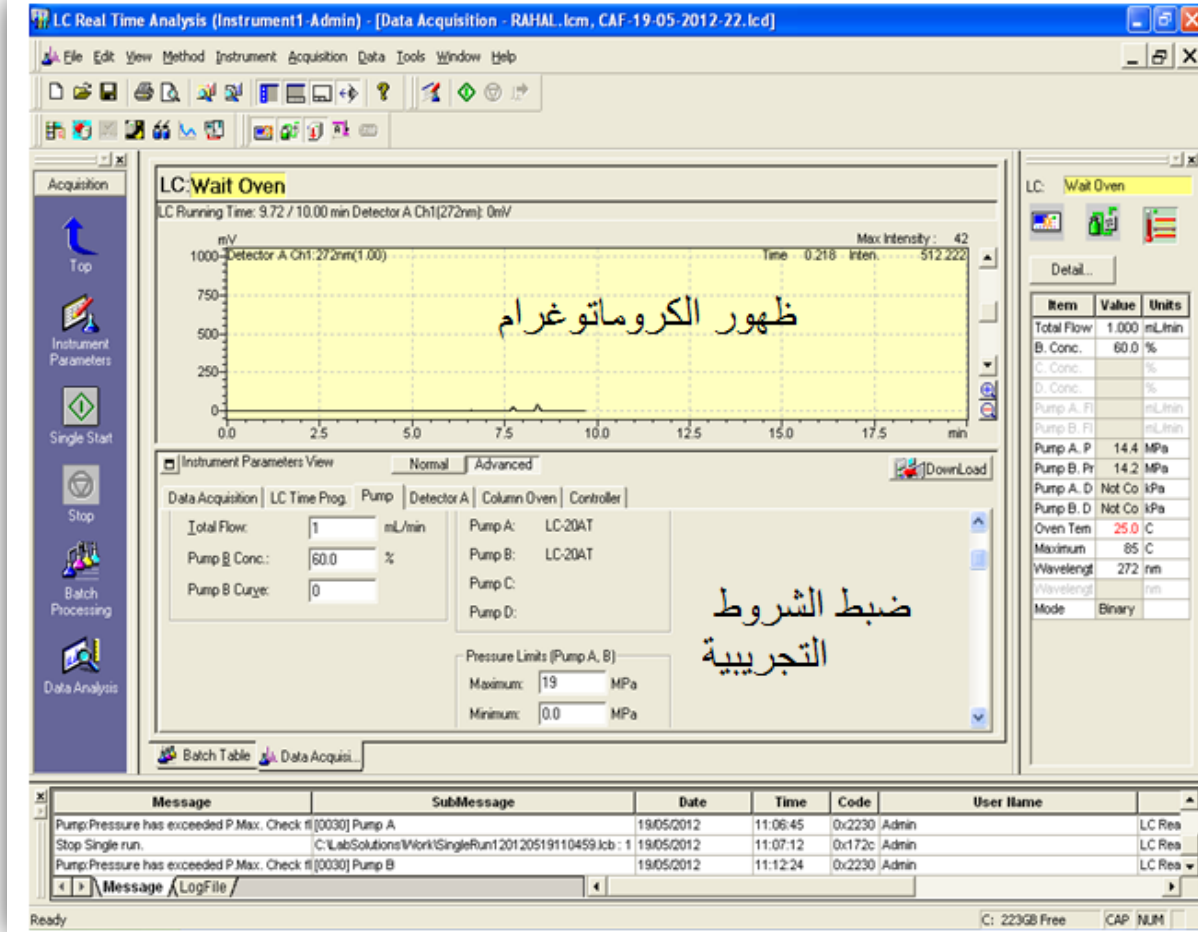 LC Real Time Analysis (Instrument1-Admin) - [Data Acquisition - RAHAL.lcm, CAF-19-05-2012-22.lcd]
File Edit View Method Instrument Acquisition Data Tools Window Help
Acquisition
Top
Instrument
Parameters
Single Start
Stop
Batch
Processing
Data Analysis
LC:Wait Oven
LC Running Time: 9.72 / 10.00 min Detector A Ch1(272nm): 0mV
mV
Max Intensity : 42
Detector A Ch1:272nm(1.00)
Time 0.218 Inten. 512.222
1000
750
500
250
0
0.0 2.5 5.0 7.5 10.0 12.5 15.0 17.5 min
ظهور الكروماتوغرام
Instrument Parameters View Normal Advanced DownLoad
Data Acquisition LC Time Prog. Pump Detector A Column Oven Controller
Total Flow: 1 mL/min Pump A: LC-20AT
Pump B Conc.: 60.0 % Pump B: LC-20AT
Pump B Curve: 0 Pump C:
Pump D:
Pressure Limits (Pump A, B)
Maximum: 19 MPa
Minimum: 0.0 MPa
ضبط الشروط
التجريبية
Batch Table Data Acquisi...
LC: Wait Oven
Detail...
Item Value Units
Total Flow 1.000 mL/min
B. Conc. 60.0 %
C. Conc. %
D. Conc. %
Pump A. Fl mL/min
Pump B. Fl mL/min
Pump A. P 14.4 MPa
Pump B. Pr 14.2 MPa
Pump A. D Not Co kPa
Pump B. D Not Co kPa
Oven Tem 25.0 C
Maximum 85 C
Wavelengt 272 nm
Wavelengt nm
Mode Binary
Message SubMessage Date Time Code User Name
Pump:Pressure has exceeded P.Max. Check fl [0030] Pump A 19/05/2012 11:06:45 0x2230 Admin LC Rea
Stop Single run. C:\LabSolutions\Work\SingleRun120120519110459.lcb : 1 19/05/2012 11:07:12 0x172c Admin LC Rea
Pump:Pressure has exceeded P.Max. Check fl [0030] Pump B 19/05/2012 11:12:24 0x2230 Admin LC Rea
Message LogFile
Ready C: 223GB Free CAP NUM